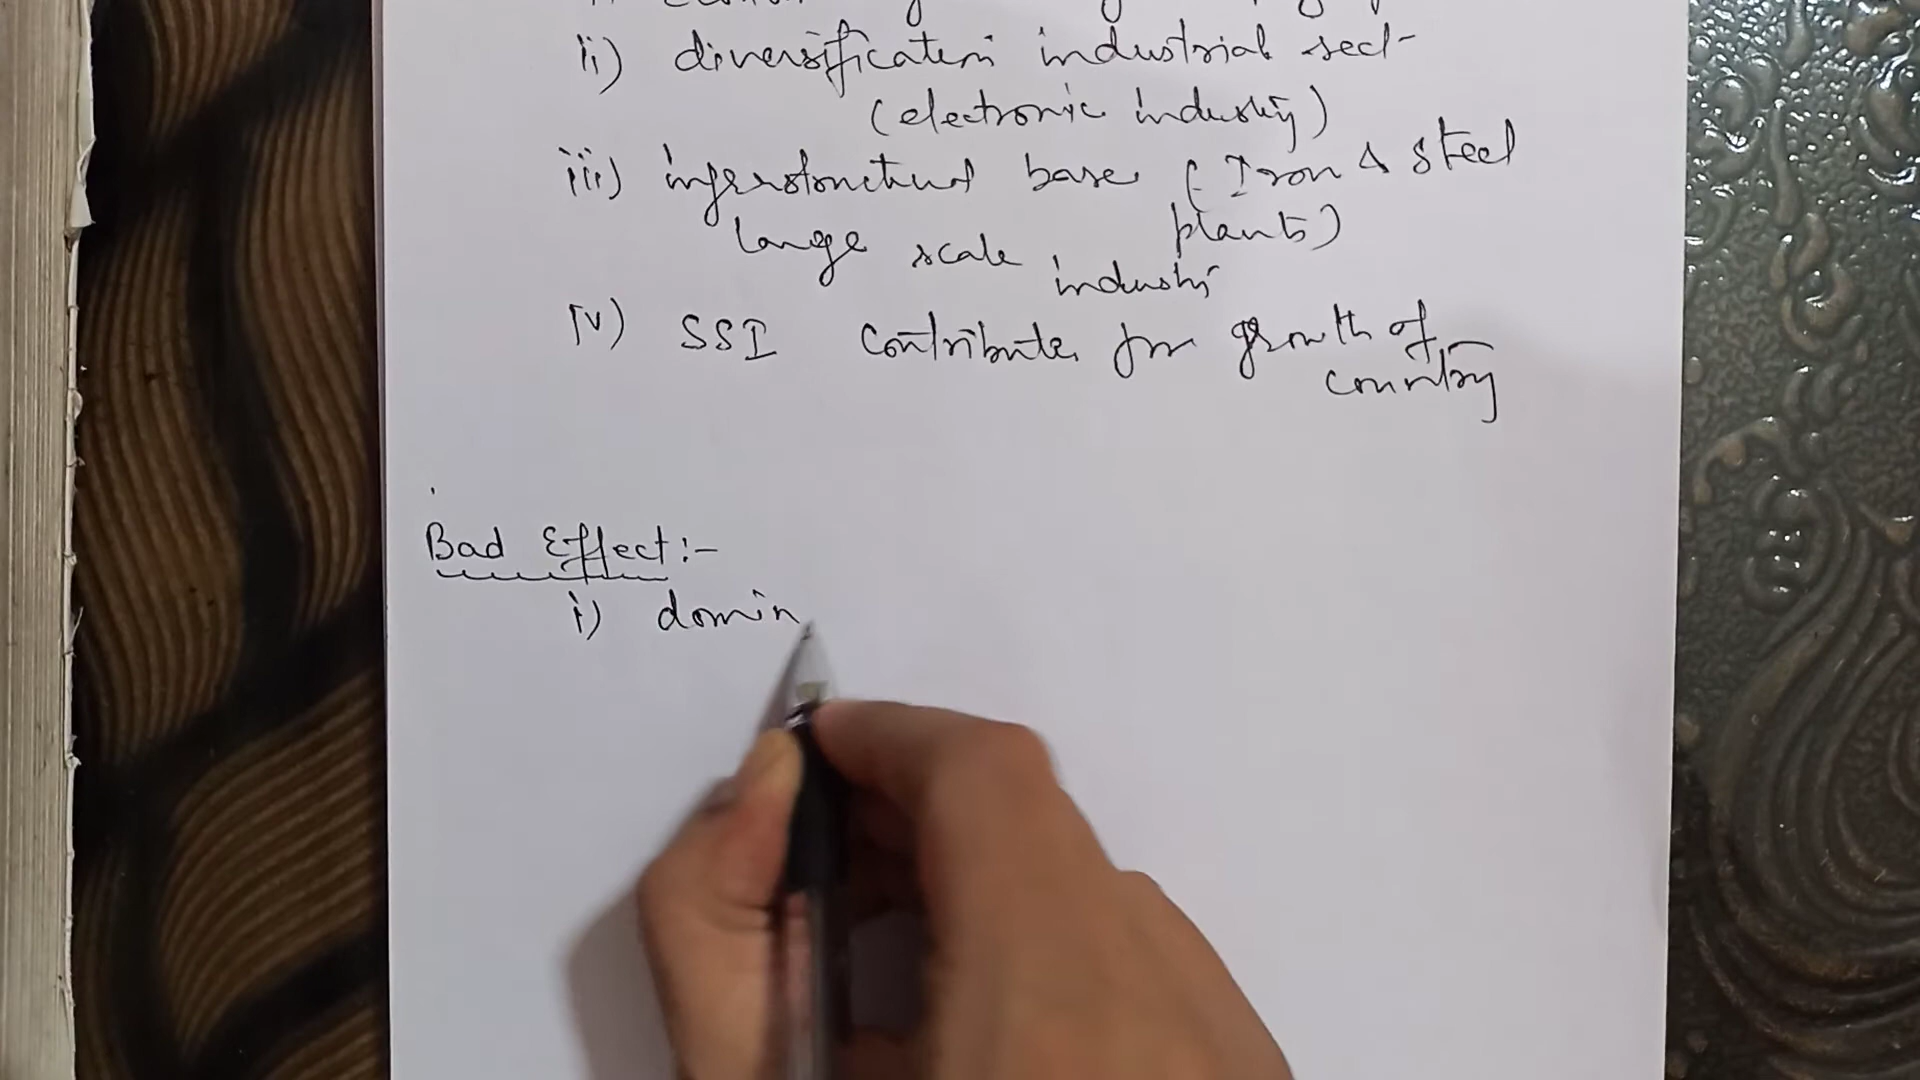 ii) diversification industrial sect-
(electronic industry)
iii) infrastructural base (Iron & steel
plants)
large scale
industry
iv) SSI contribute for growth of
country
Bad Effect:-
i) domin